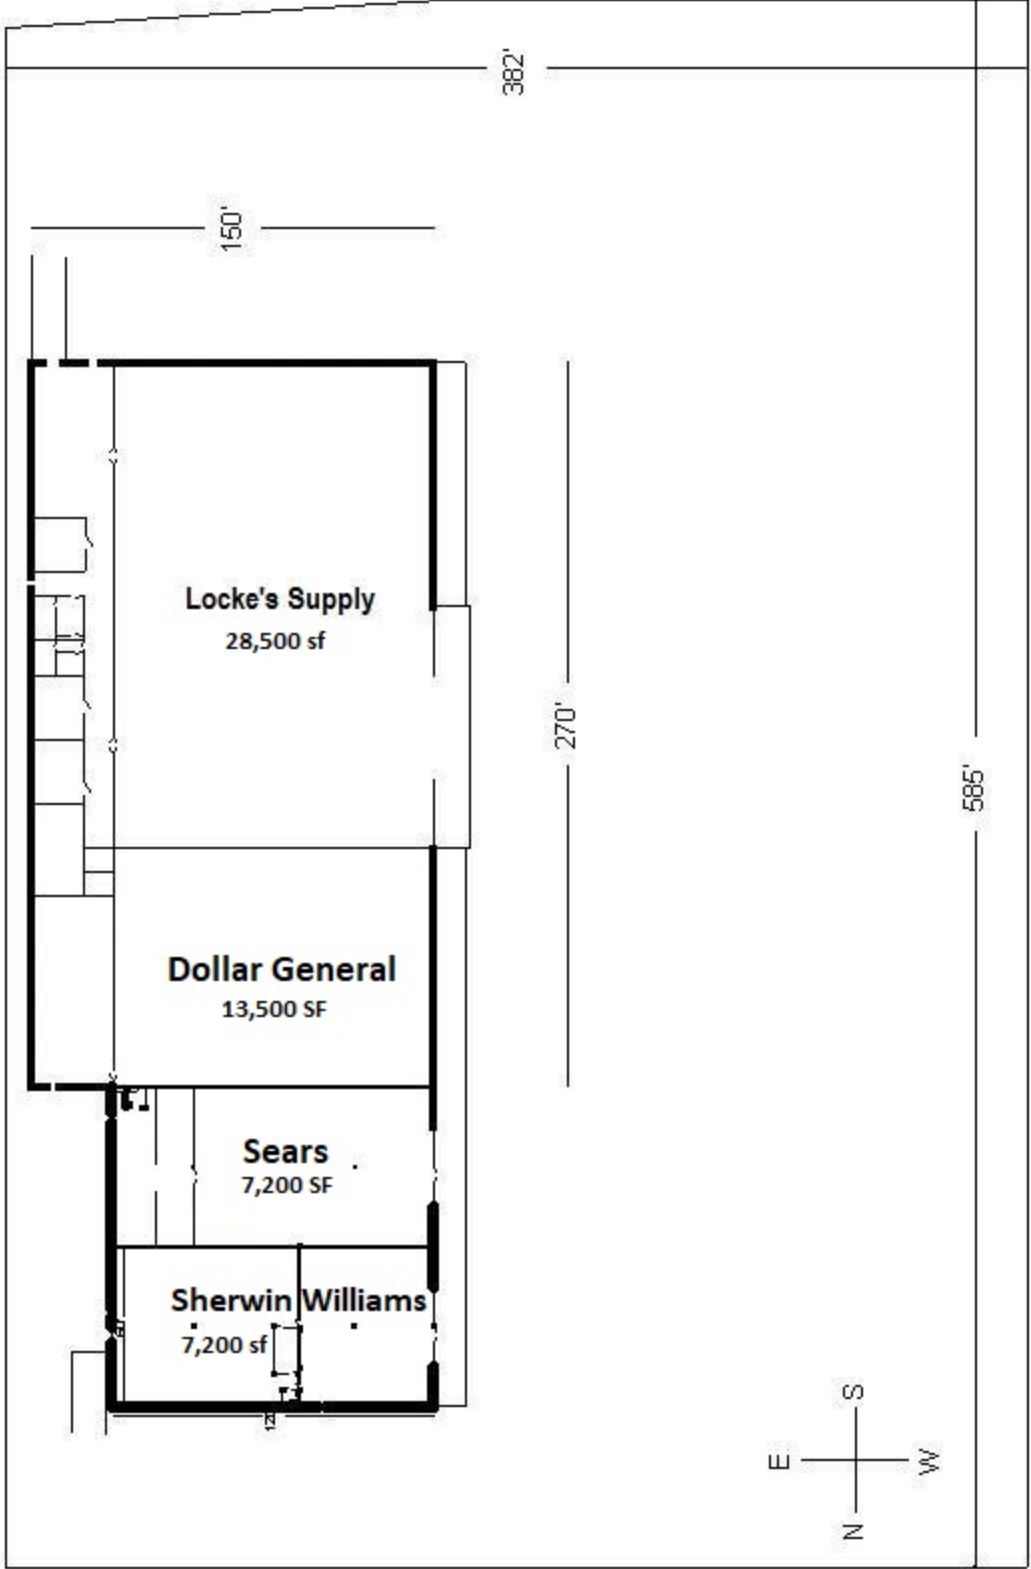 382'
150'
Locke's Supply
28,500 sf
270'
585'
Dollar General
13,500 SF
Sears
7,200 SF
Sherwin Williams
7,200 sf
S
E
W
N